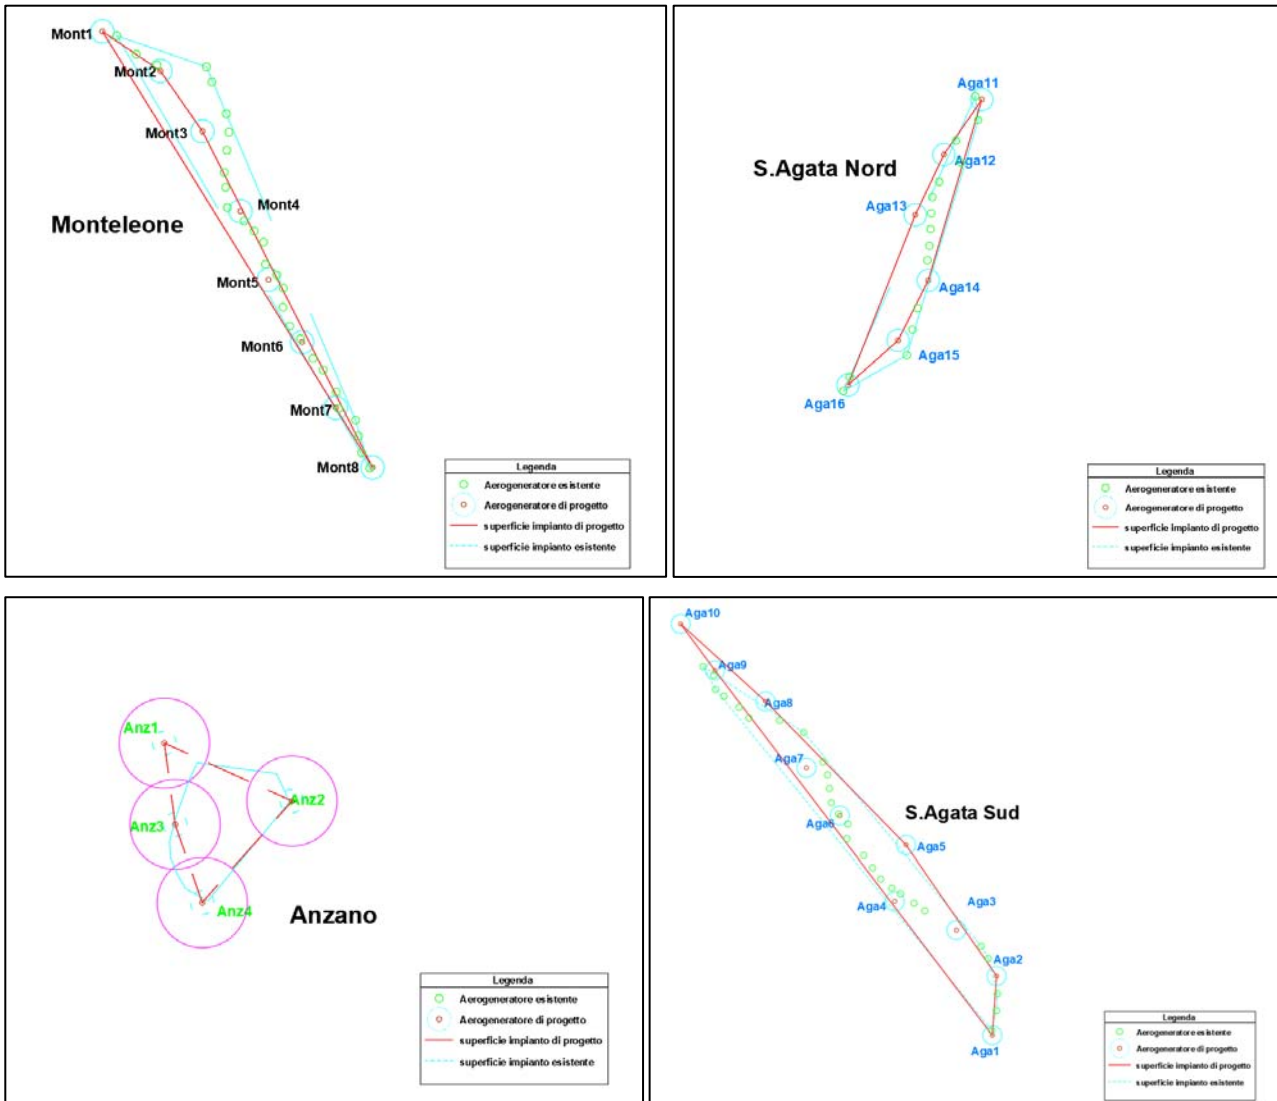 Mont1
Mont2
Mont3
Mont4
Monteleone
Mont5
Mont6
Mont7
Mont8
Legenda
Aerogeneratore esistente
Aerogeneratore di progetto
superficie impianto di progetto
superficie impianto esistente
Aga11
Aga12
S.Agata Nord
Aga13
Aga14
Aga15
Aga16
Legenda
Aerogeneratore esistente
Aerogeneratore di progetto
superficie impianto di progetto
superficie impianto esistente
Anz1
Anz2
Anz3
Anz4
Anzano
Legenda
Aerogeneratore esistente
Aerogeneratore di progetto
superficie impianto di progetto
superficie impianto esistente
Aga10
Aga9
Aga8
Aga7
S.Agata Sud
Aga6
Aga5
Aga4
Aga3
Aga2
Aga1
Legenda
Aerogeneratore esistente
Aerogeneratore di progetto
superficie impianto di progetto
superficie impianto esistente